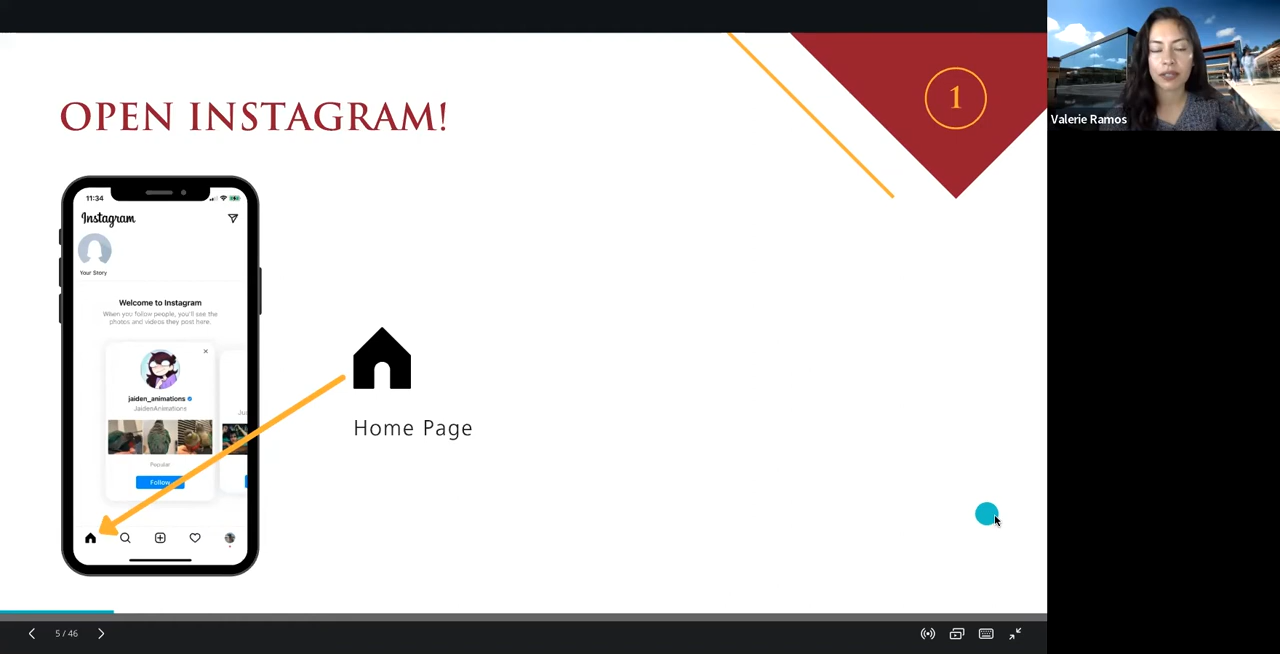 OPEN INSTAGRAM!
1
Valerie Ramos
11:34
Instagram
Your Story
Welcome to Instagram
When you follow people, you'll see the
photos and videos they post here.
jaiden_animations
JaidenAnimations
Popular
Follow
Home Page
5 / 46